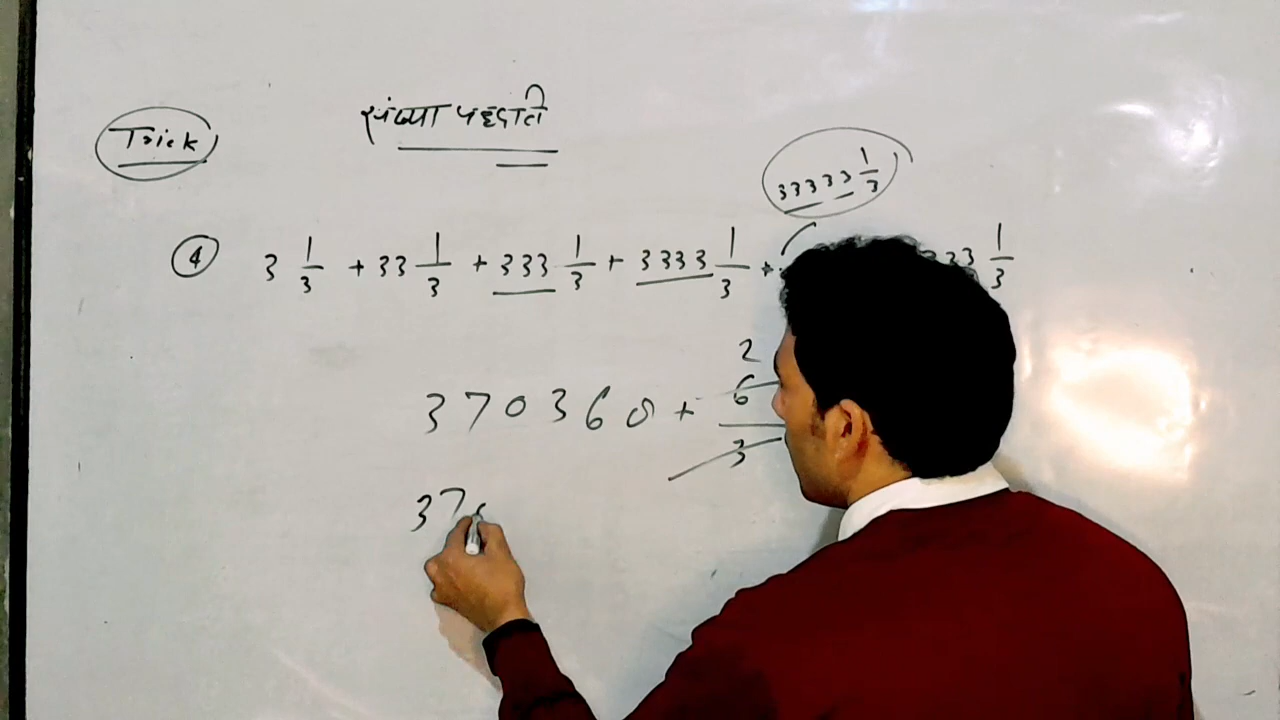 संख्या पद्धति
Trick
33333 1/3
④ 3 1/3 + 33 1/3 + 333 1/3 + 3333 1/3 + 333 1/3
2
370360 + 6/3
37